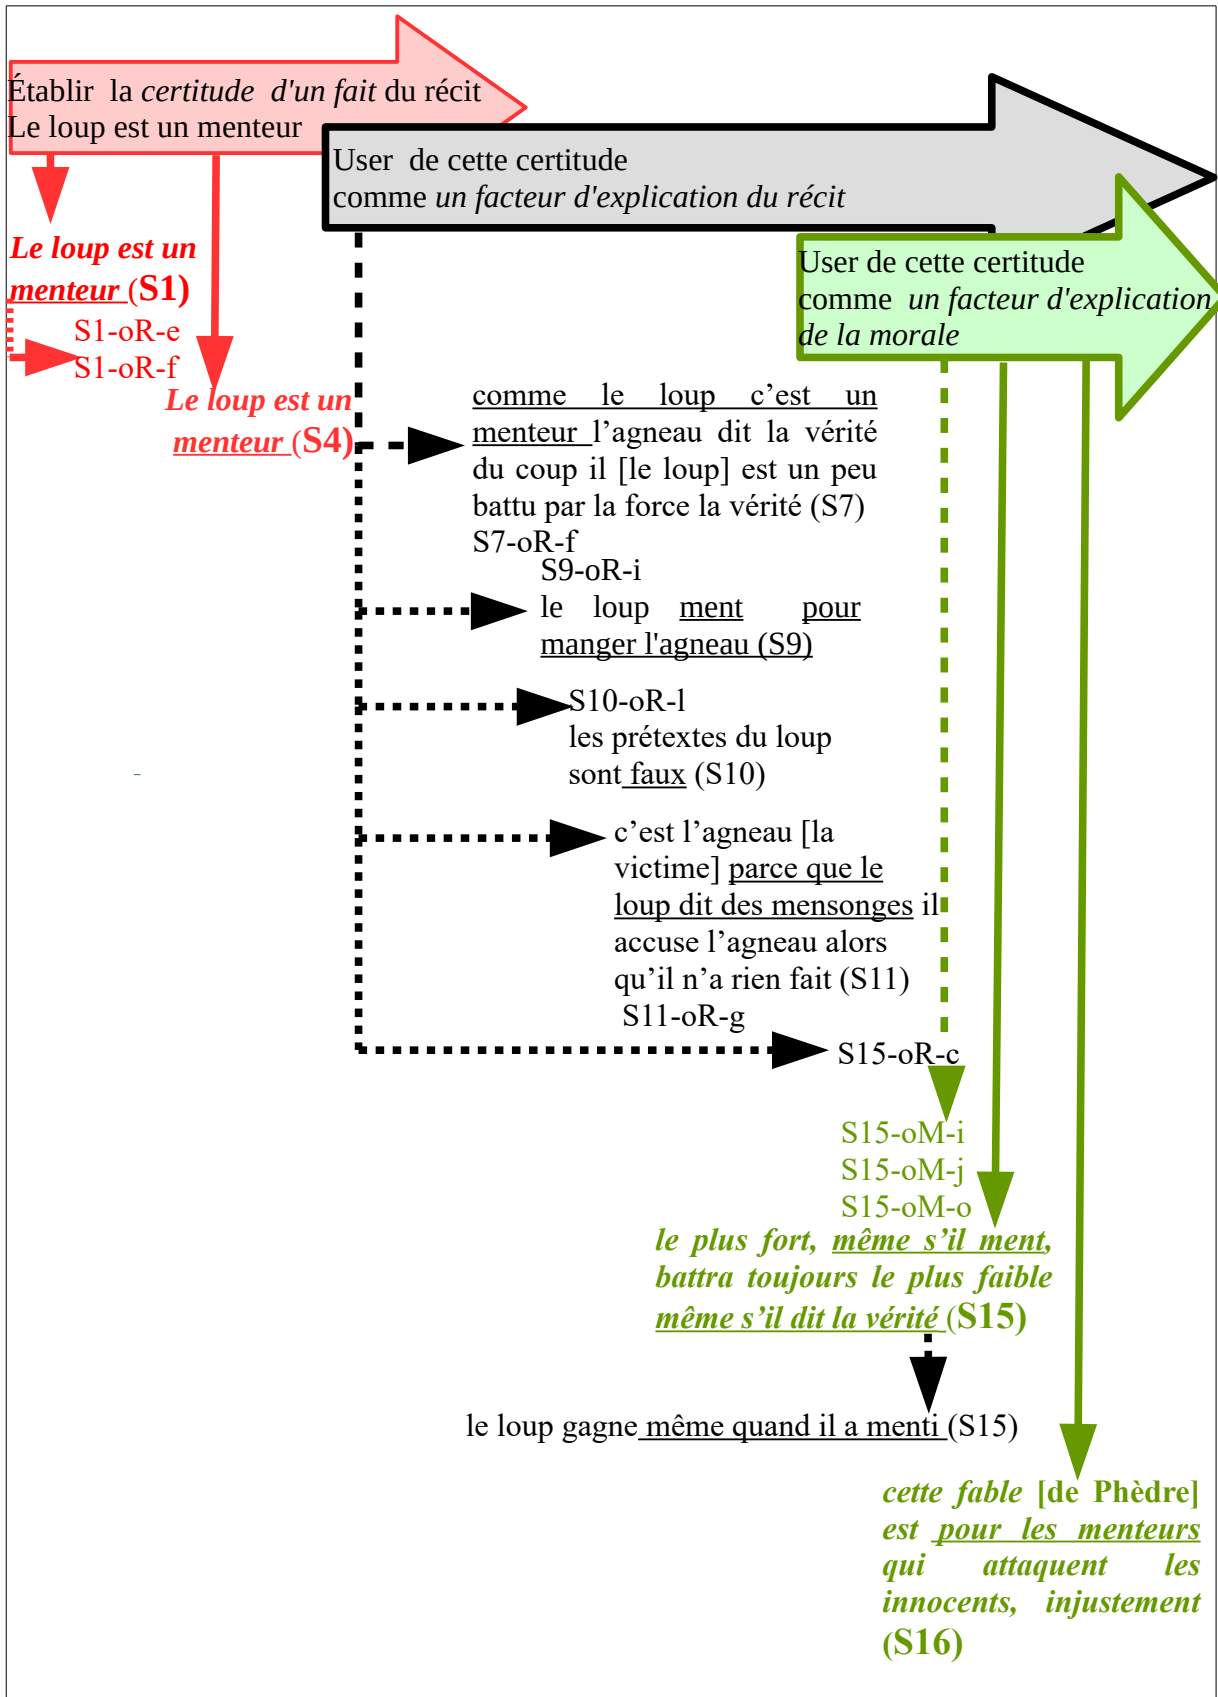 Établir la certitude d'un fait du récit
Le loup est un menteur
User de cette certitude
comme un facteur d'explication du récit
User de cette certitude
comme un facteur d'explication
de la morale
Le loup est un
menteur (S1)
S1-oR-e
S1-oR-f
Le loup est un
menteur (S4)
comme le loup c’est un
menteur l’agneau dit la vérité
du coup il [le loup] est un peu
battu par la force la vérité (S7)
S7-oR-f
S9-oR-i
le loup ment pour
manger l'agneau (S9)
S10-oR-l
les prétextes du loup
sont faux (S10)
c’est l’agneau [la
victime] parce que le
loup dit des mensonges il
accuse l’agneau alors
qu’il n’a rien fait (S11)
S11-oR-g
S15-oR-c
S15-oM-i
S15-oM-j
S15-oM-o
le plus fort, même s’il ment,
battra toujours le plus faible
même s’il dit la vérité (S15)
le loup gagne même quand il a menti (S15)
cette fable [de Phèdre]
est pour les menteurs
qui attaquent les
innocents, injustement
(S16)